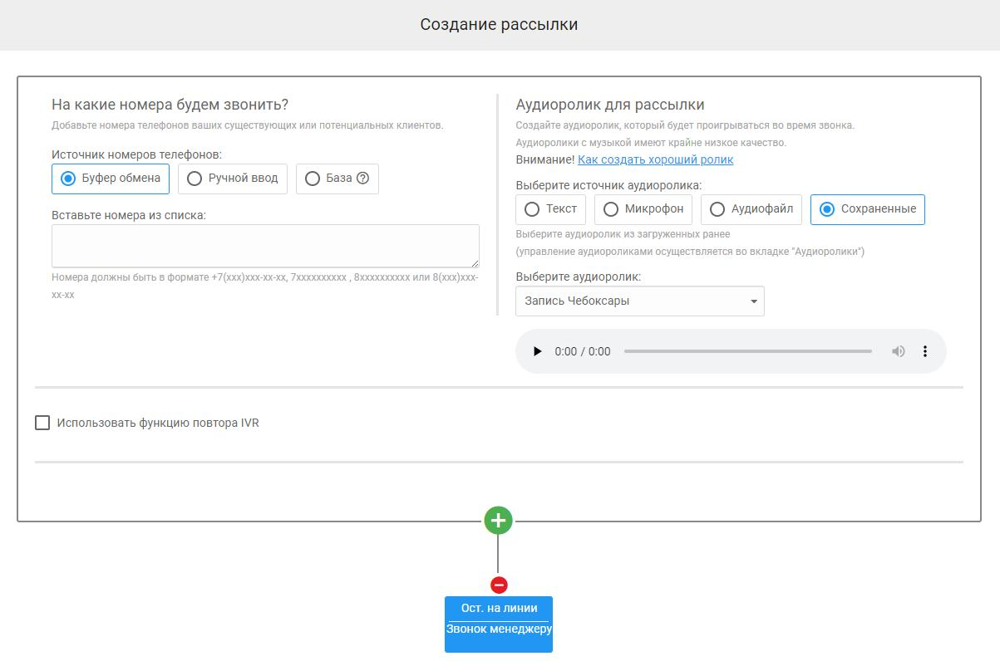 Создание рассылки
На какие номера будем звонить?
Добавьте номера телефонов ваших существующих или потенциальных клиентов.
Источник номеров телефонов:
Буфер обмена
Ручной ввод
База
Вставьте номера из списка:
Номера должны быть в формате +7(xxx)xxx-xx-xx, 7xxxxxxxxxx , 8xxxxxxxxxx или 8(xxx)xxx-
xx-xx
Аудиоролик для рассылки
Создайте аудиоролик, который будет проигрываться во время звонка.
Аудиоролики с музыкой имеют крайне низкое качество.
Внимание! Как создать хороший ролик
Выберите источник аудиоролика:
Текст
Микрофон
Аудиофайл
Сохраненные
Выберите аудиоролик из загруженных ранее
(управление аудиороликами осуществляется во вкладке "Аудиоролики")
Выберите аудиоролик:
Запись Чебоксары
0:00 / 0:00
Использовать функцию повтора IVR
Ост. на линии
Звонок менеджеру